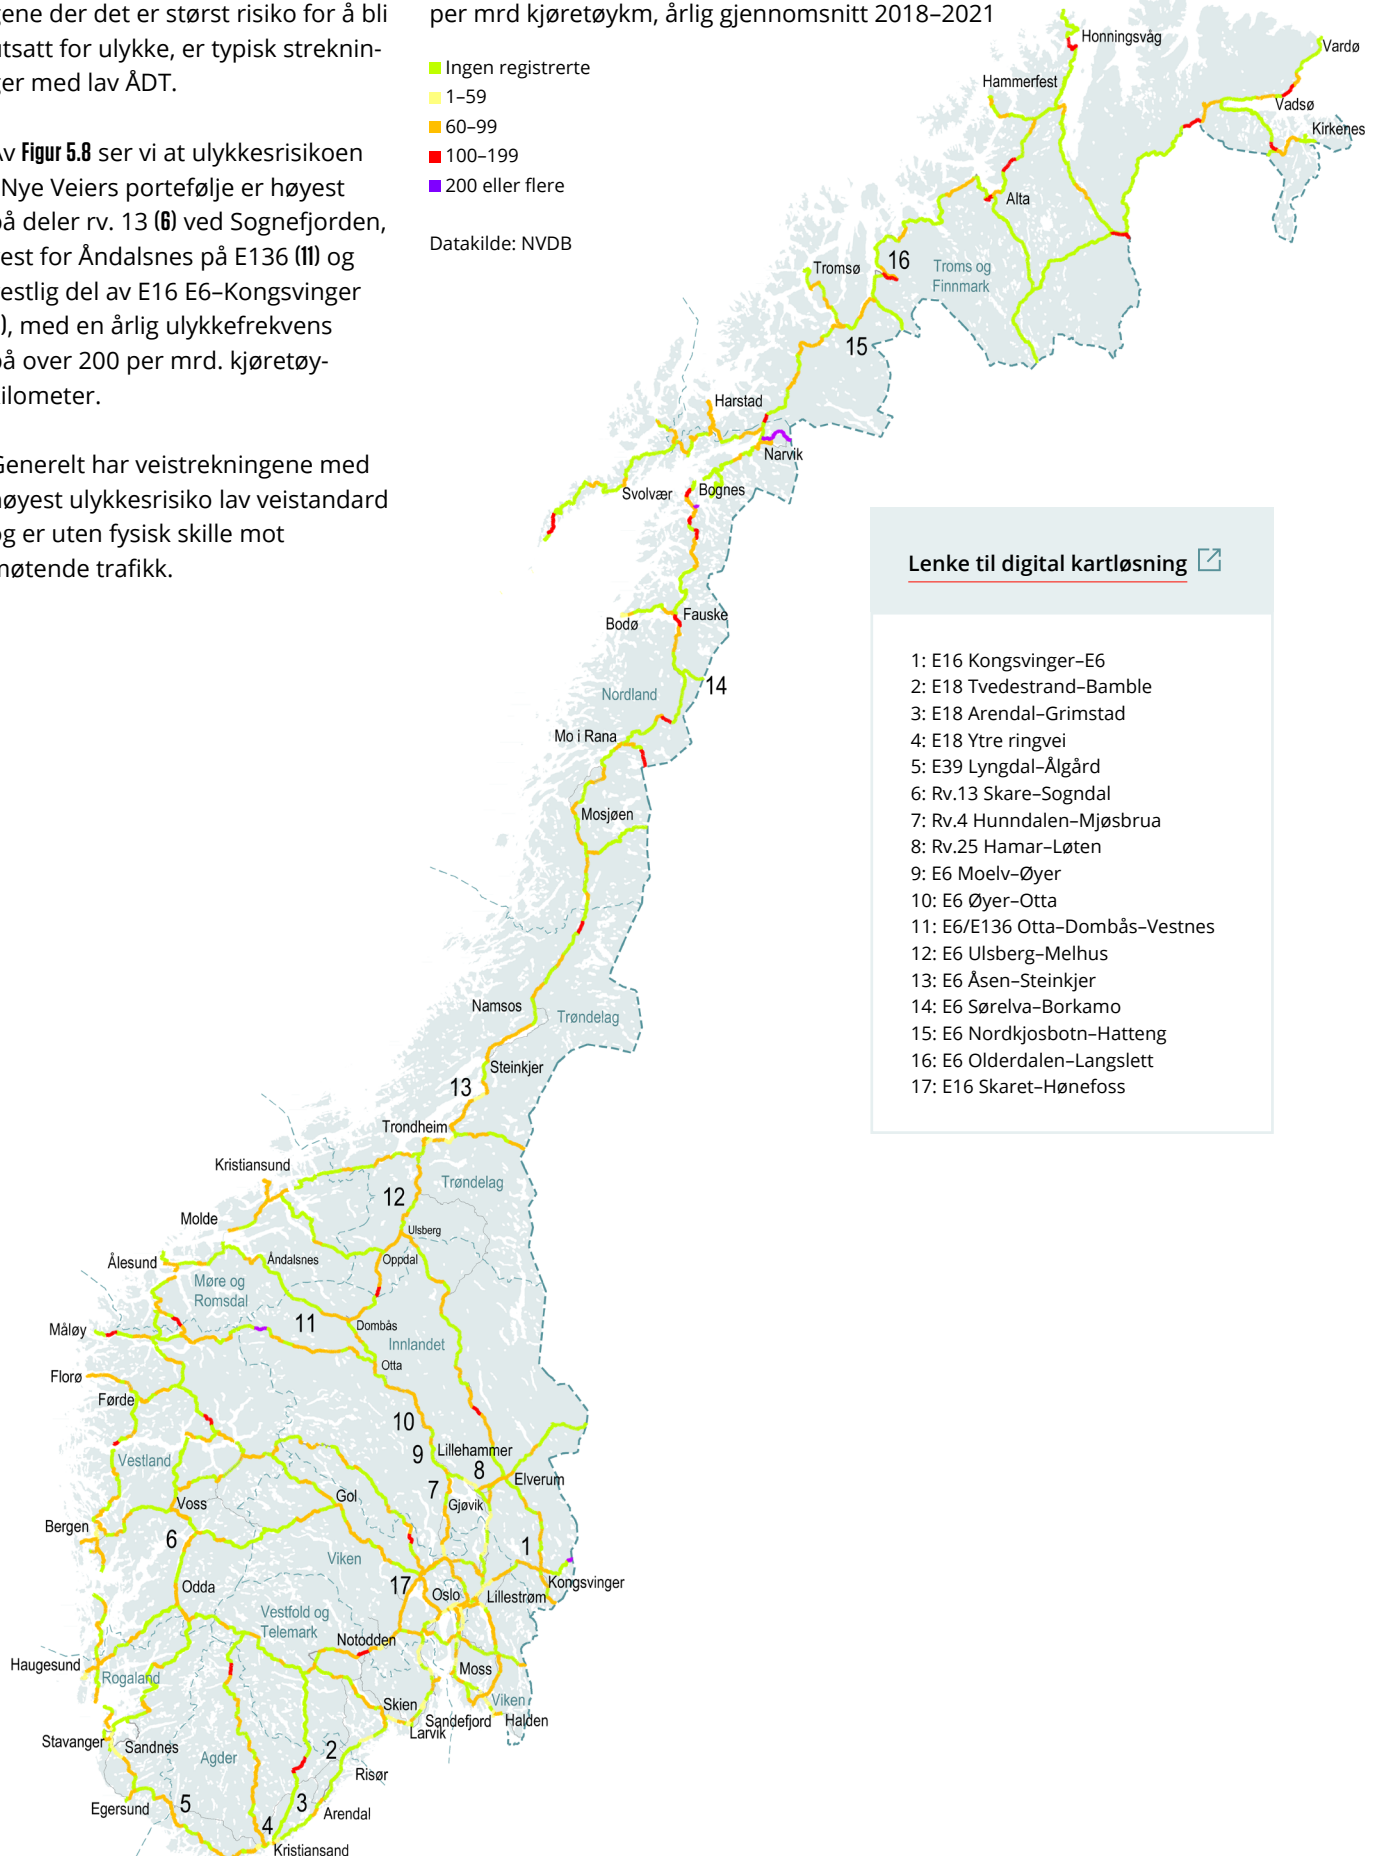 gene der det er størst risiko for å bli
utsatt for ulykke, er typisk streknin-
ger med lav ÅDT.
Av Figur 5.8 ser vi at ulykkesrisikoen
Nye Veiers portefølje er høyest
på deler rv. 13 (6) ved Sognefjorden,
vest for Åndalsnes på E136 (11) og
vestlig del av E16 E6–Kongsvinger
), med en årlig ulykkefrekvens
på over 200 per mrd. kjøretøy-
kilometer.
Generelt har veistrekningene med
høyest ulykkesrisiko lav veistandard
og er uten fysisk skille mot
møtende trafikk.
per mrd kjøretøykm, årlig gjennomsnitt 2018–2021
Ingen registrerte
1–59
60–99
100–199
200 eller flere
Datakilde: NVDB
Honningsvåg
Vardø
Hammerfest
Vadsø
Kirkenes
Alta
16
Tromsø
Troms og
Finnmark
15
Harstad
Narvik
Svolvær
Bognes
Bodø
Fauske
Nordland
14
Mo i Rana
Mosjøen
Namsos
Trøndelag
Steinkjer
13
Trondheim
Kristiansund
Trøndelag
12
Molde
Ulsberg
Ålesund
Åndalsnes
Oppdal
Møre og
Romsdal
11
Måløy
Dombås
Innlandet
Otta
Florø
Førde
10
9
Lillehammer
Vestland
8
Elverum
7
Gol
Voss
Gjøvik
Bergen
6
1
Viken
Kongsvinger
17
Odda
Oslo
Lillestrøm
Vestfold og
Telemark
Notodden
Haugesund
Moss
Rogaland
Viken
Skien
Sandefjord
Halden
Larvik
Stavanger
Sandnes
2
Agder
Risør
Egersund
5
3
Arendal
4
Kristiansand
Lenke til digital kartløsning
1: E16 Kongsvinger–E6
2: E18 Tvedestrand–Bamble
3: E18 Arendal–Grimstad
4: E18 Ytre ringvei
5: E39 Lyngdal–Ålgård
6: Rv.13 Skare–Sogndal
7: Rv.4 Hunndalen–Mjøsbrua
8: Rv.25 Hamar–Løten
9: E6 Moelv–Øyer
10: E6 Øyer–Otta
11: E6/E136 Otta–Dombås–Vestnes
12: E6 Ulsberg–Melhus
13: E6 Åsen–Steinkjer
14: E6 Sørelva–Borkamo
15: E6 Nordkjosbotn–Hatteng
16: E6 Olderdalen–Langslett
17: E16 Skaret–Hønefoss